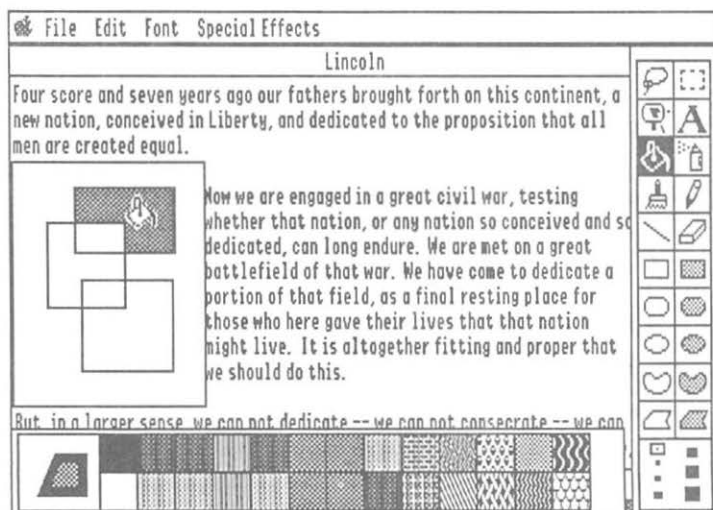 File Edit Font Special Effects
Lincoln
Four score and seven years ago our fathers brought forth on this continent, a
new nation, conceived in Liberty, and dedicated to the proposition that all
men are created equal.
Now we are engaged in a great civil war, testing
whether that nation, or any nation so conceived and so
dedicated, can long endure. We are met on a great
battlefield of that war. We have come to dedicate a
portion of that field, as a final resting place for
those who here gave their lives that that nation
might live. It is altogether fitting and proper that
we should do this.
But, in a larger sense, we can not dedicate -- we can not consecrate -- we can
A